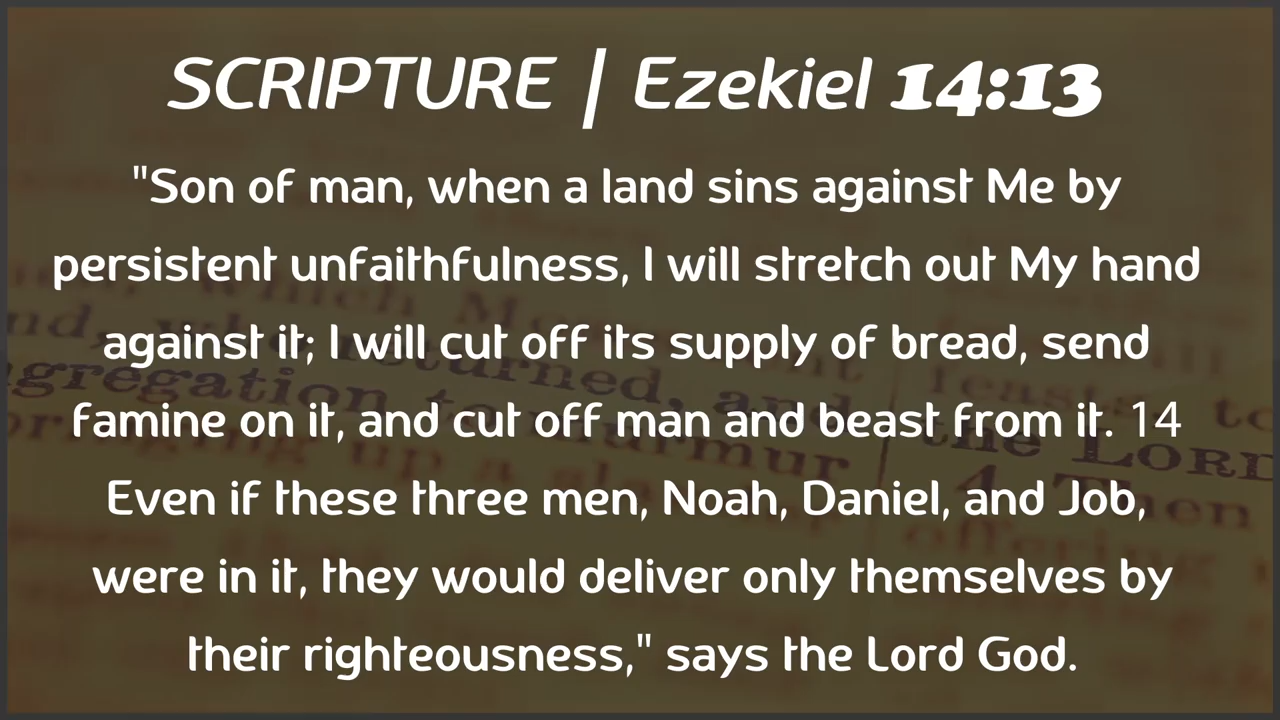 SCRIPTURE | Ezekiel 14:13
"Son of man, when a land sins against Me by
persistent unfaithfulness, I will stretch out My hand
against it; I will cut off its supply of bread, send
famine on it, and cut off man and beast from it. 14
Even if these three men, Noah, Daniel, and Job,
were in it, they would deliver only themselves by
their righteousness," says the Lord God.